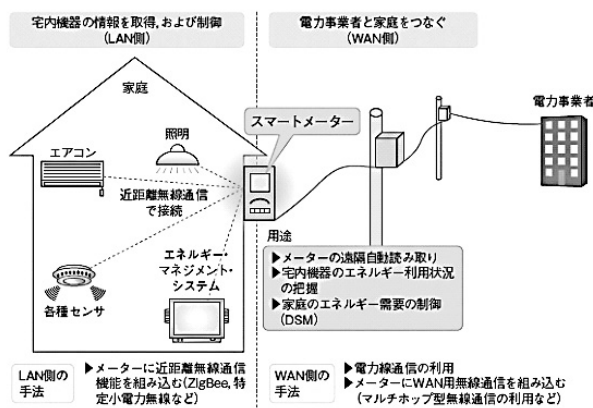 宅内機器の情報を取得，および制御
（LAN側）
電力事業者と家庭をつなぐ
（WAN側）
家庭
照明
エアコン
近距離無線通信
で接続
スマートメーター
電力事業者
各種センサ
エネルギー・
マネジメント・
システム
用途
▶メーターの遠隔自動読み取り
▶宅内機器のエネルギー利用状況
の把握
▶家庭のエネルギー需要の制御
（DSM）
LAN側の
手法
▶メーターに近距離無線通信
機能を組み込む（ZigBee，特
定小電力無線など）
WAN側の
手法
▶電力線通信の利用
▶メーターにWAN用無線通信を組み込む
（マルチホップ型無線通信の利用など）